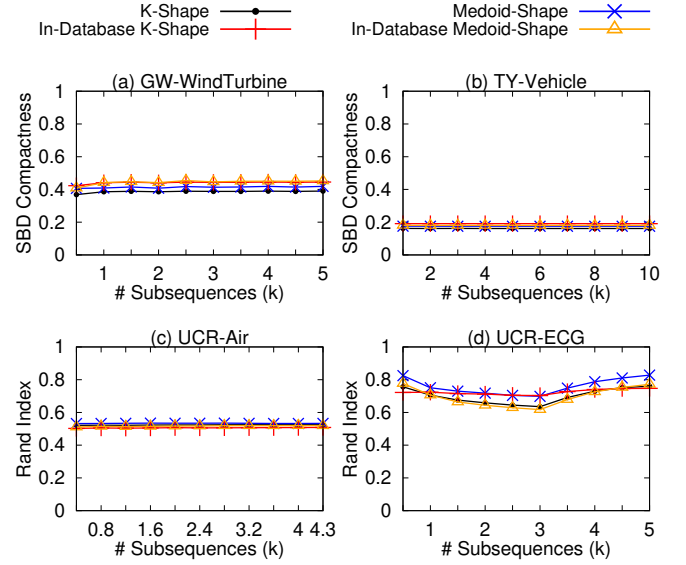 K-Shape
In-Database K-Shape
Medoid-Shape
In-Database Medoid-Shape
(a) GW-WindTurbine
SBD Compactness
1
0.8
0.6
0.4
0.2
0
1 2 3 4 5
# Subsequences (k)
(b) TY-Vehicle
SBD Compactness
1
0.8
0.6
0.4
0.2
0
2 4 6 8 10
# Subsequences (k)
(c) UCR-Air
Rand Index
1
0.8
0.6
0.4
0.2
0
0.8 1.6 2.4 3.2 4 4.3
# Subsequences (k)
(d) UCR-ECG
Rand Index
1
0.8
0.6
0.4
0.2
0
1 2 3 4 5
# Subsequences (k)